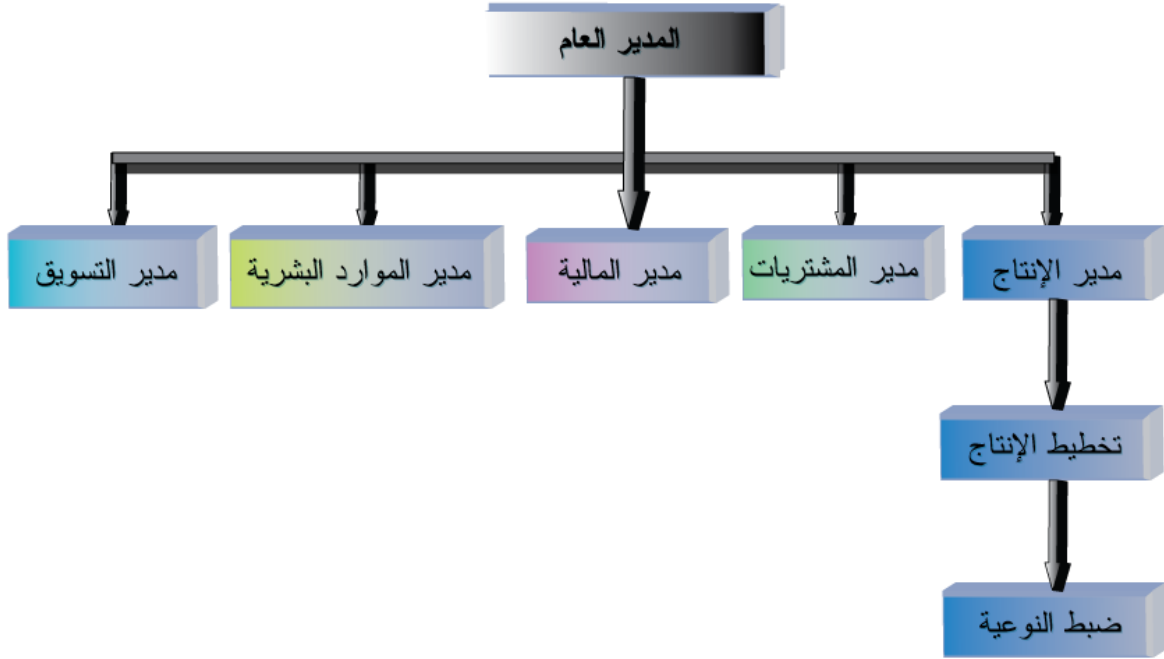 المدير العام
مدير الإنتاج
مدير المشتريات
مدير المالية
مدير الموارد البشرية
مدير التسويق
تخطيط الإنتاج
ضبط النوعية